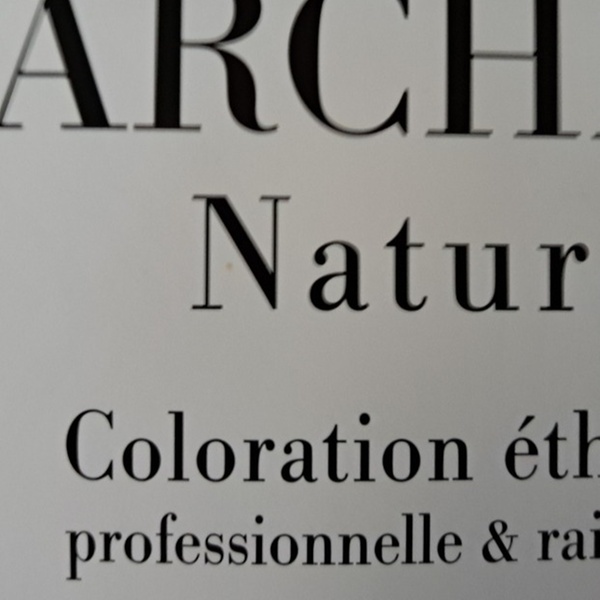 ARCH
Natur
Coloration éth
professionnelle & rai